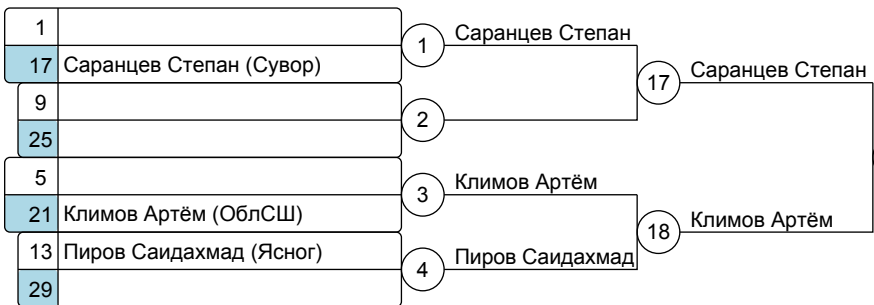 1
17 Саранцев Степан (Сувор)
1
Саранцев Степан
9
25
2
17
Саранцев Степан
5
21 Климов Артём (ОблСШ)
3
Климов Артём
13 Пиров Саидахмад (Ясног)
29
4
Пиров Саидахмад
18
Климов Артём